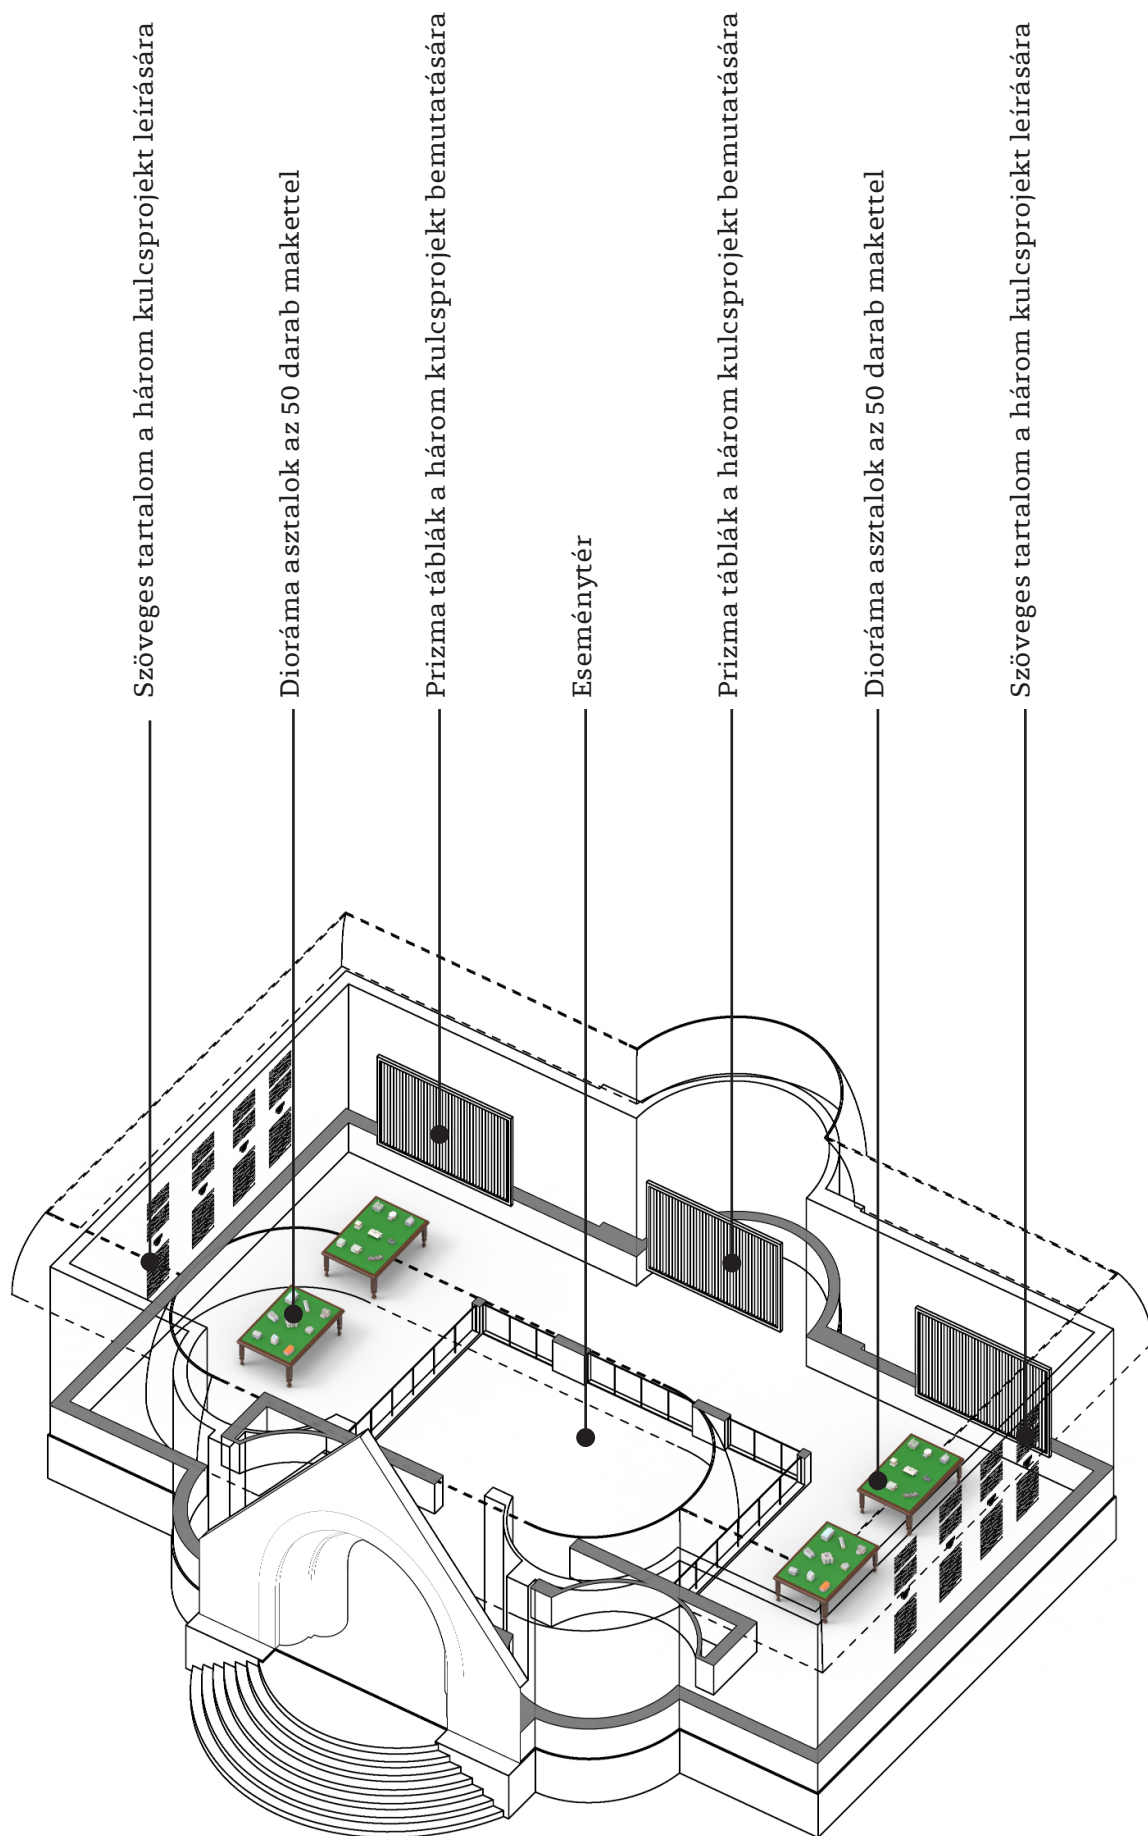 Szöveges tartalom a három kulcsprojekt leírására
Dioráma asztalok az 50 darab makettel
Prizma táblák a három kulcsprojekt bemutatására
Eseménytér
Prizma táblák a három kulcsprojekt bemutatására
Dioráma asztalok az 50 darab makettel
Szöveges tartalom a három kulcsprojekt leírására